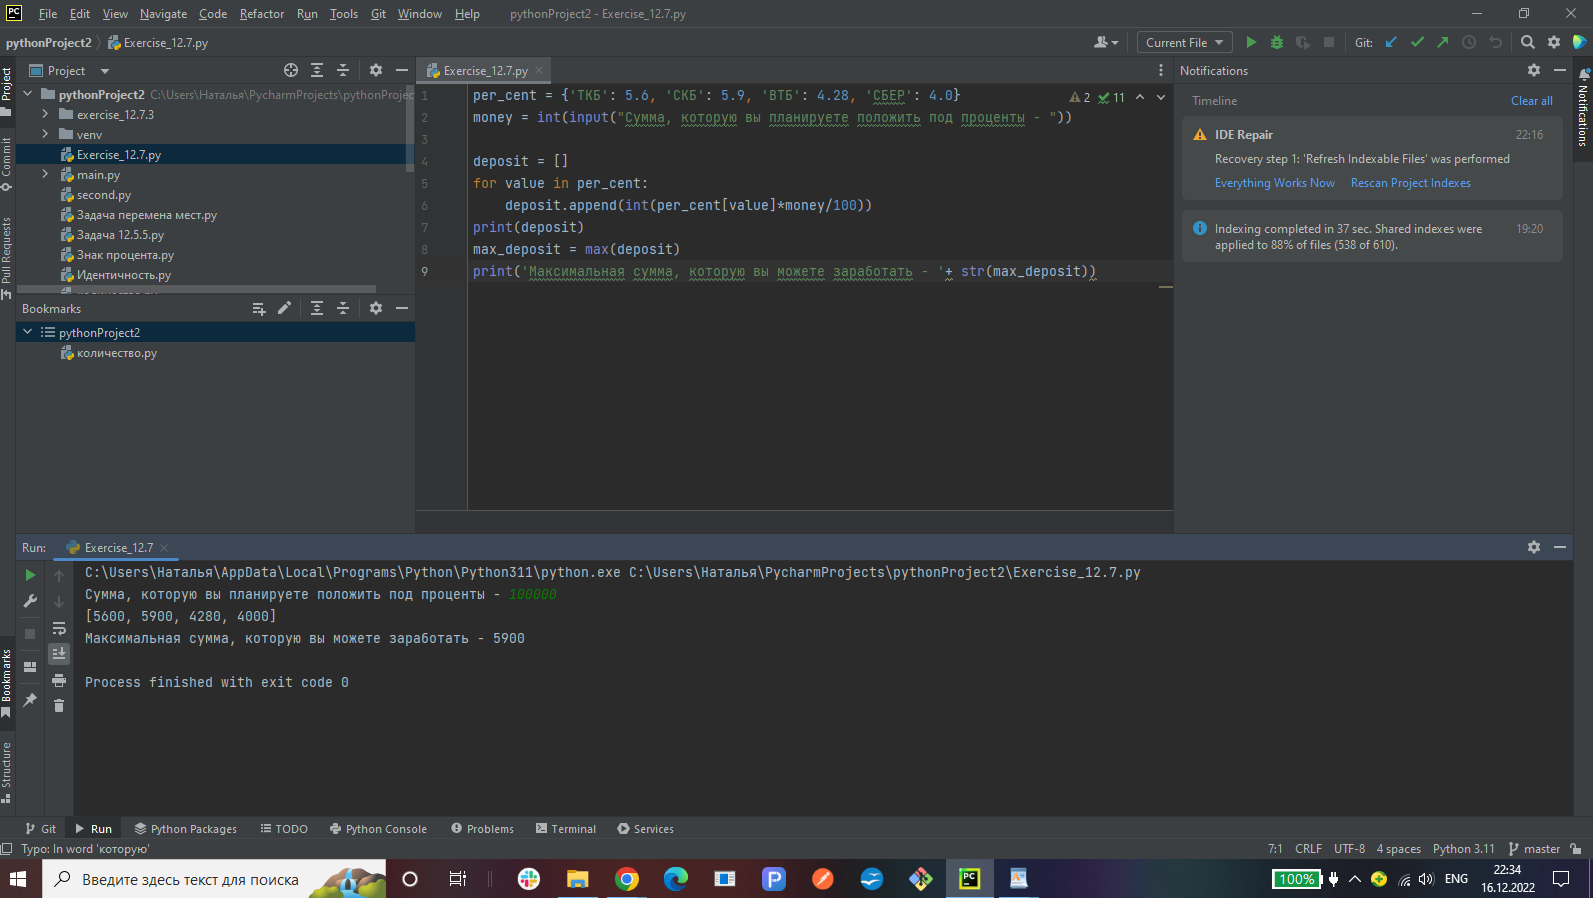 File Edit View Navigate Code Refactor Run Tools Git Window Help pythonProject2 - Exercise_12.7.py
pythonProject2 Exercise_12.7.py Current File Git:
Project
Project
Commit
Pull Requests
pythonProject2 C:\Users\Наталья\PycharmProjects\pythonProjec
exercise_12.7.3
venv
Exercise_12.7.py
main.py
second.py
Задача перемена мест.py
Задача 12.5.5.py
Знак процента.py
Идентичность.py
Bookmarks
pythonProject2
количество.py
Exercise_12.7.py
2 11
1 per_cent = {'ТКБ': 5.6, 'СКБ': 5.9, 'ВТБ': 4.28, 'СБЕР': 4.0}
2 money = int(input("Сумма, которую вы планируете положить под проценты - "))
3
4 deposit = []
5 for value in per_cent:
6 deposit.append(int(per_cent[value]*money/100))
7 print(deposit)
8 max_deposit = max(deposit)
9 print('Максимальная сумма, которую вы можете заработать - '+ str(max_deposit))
Notifications
Timeline Clear all
IDE Repair 22:16
Recovery step 1: 'Refresh Indexable Files' was performed
Everything Works Now Rescan Project Indexes
Indexing completed in 37 sec. Shared indexes were 19:20
applied to 88% of files (538 of 610).
Notifications
Run: Exercise_12.7
C:\Users\Наталья\AppData\Local\Programs\Python\Python311\python.exe C:\Users\Наталья\PycharmProjects\pythonProject2\Exercise_12.7.py
Сумма, которую вы планируете положить под проценты - 100000
[5600, 5900, 4280, 4000]
Максимальная сумма, которую вы можете заработать - 5900
Process finished with exit code 0
Bookmarks
Structure
Git Run Python Packages TODO Python Console Problems Terminal Services
Typo: In word 'которую' 7:1 CRLF UTF-8 4 spaces Python 3.11 master
Введите здесь текст для поиска
100% ENG
22:34
16.12.2022